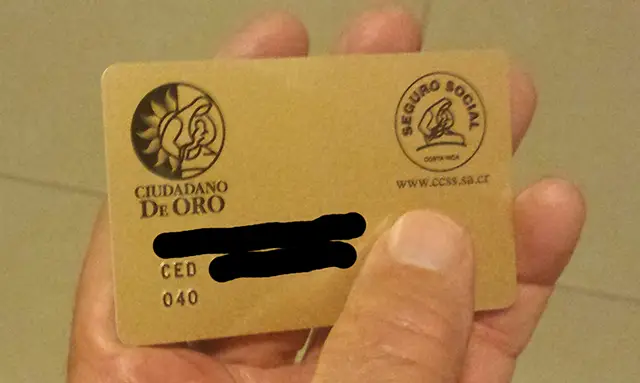 CIUDADANO
DE ORO
SEGURO SOCIAL
COSTA RICA
www.ccss.sa.cr
CED
040